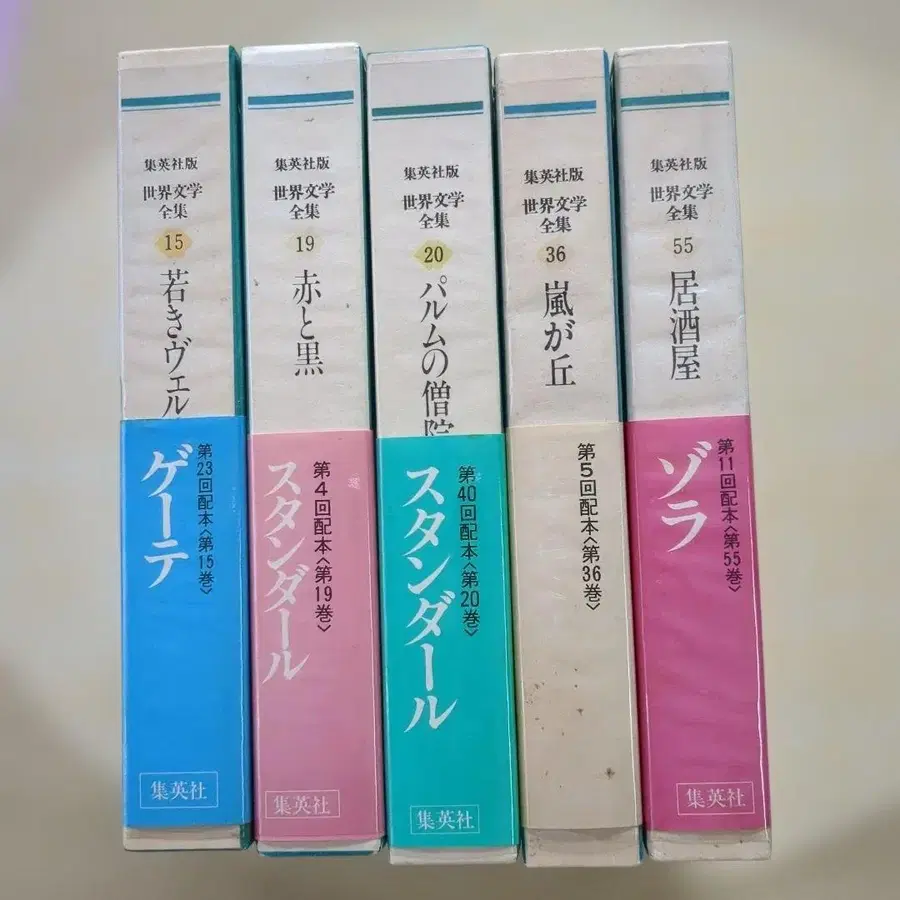 集英社版
世界文学
全集
15
若きヴェル
ゲーテ
第23回配本〈第15巻〉
集英社
集英社版
世界文学
全集
19
赤と黒
スタンダール
第4回配本〈第19巻〉
集英社
集英社版
世界文学
全集
20
パルムの僧院
スタンダール
第40回配本〈第20巻〉
集英社
集英社版
世界文学
全集
36
嵐が丘
第5回配本〈第36巻〉
集英社版
世界文学
全集
55
居酒屋
ゾラ
第11回配本〈第55巻〉
集英社